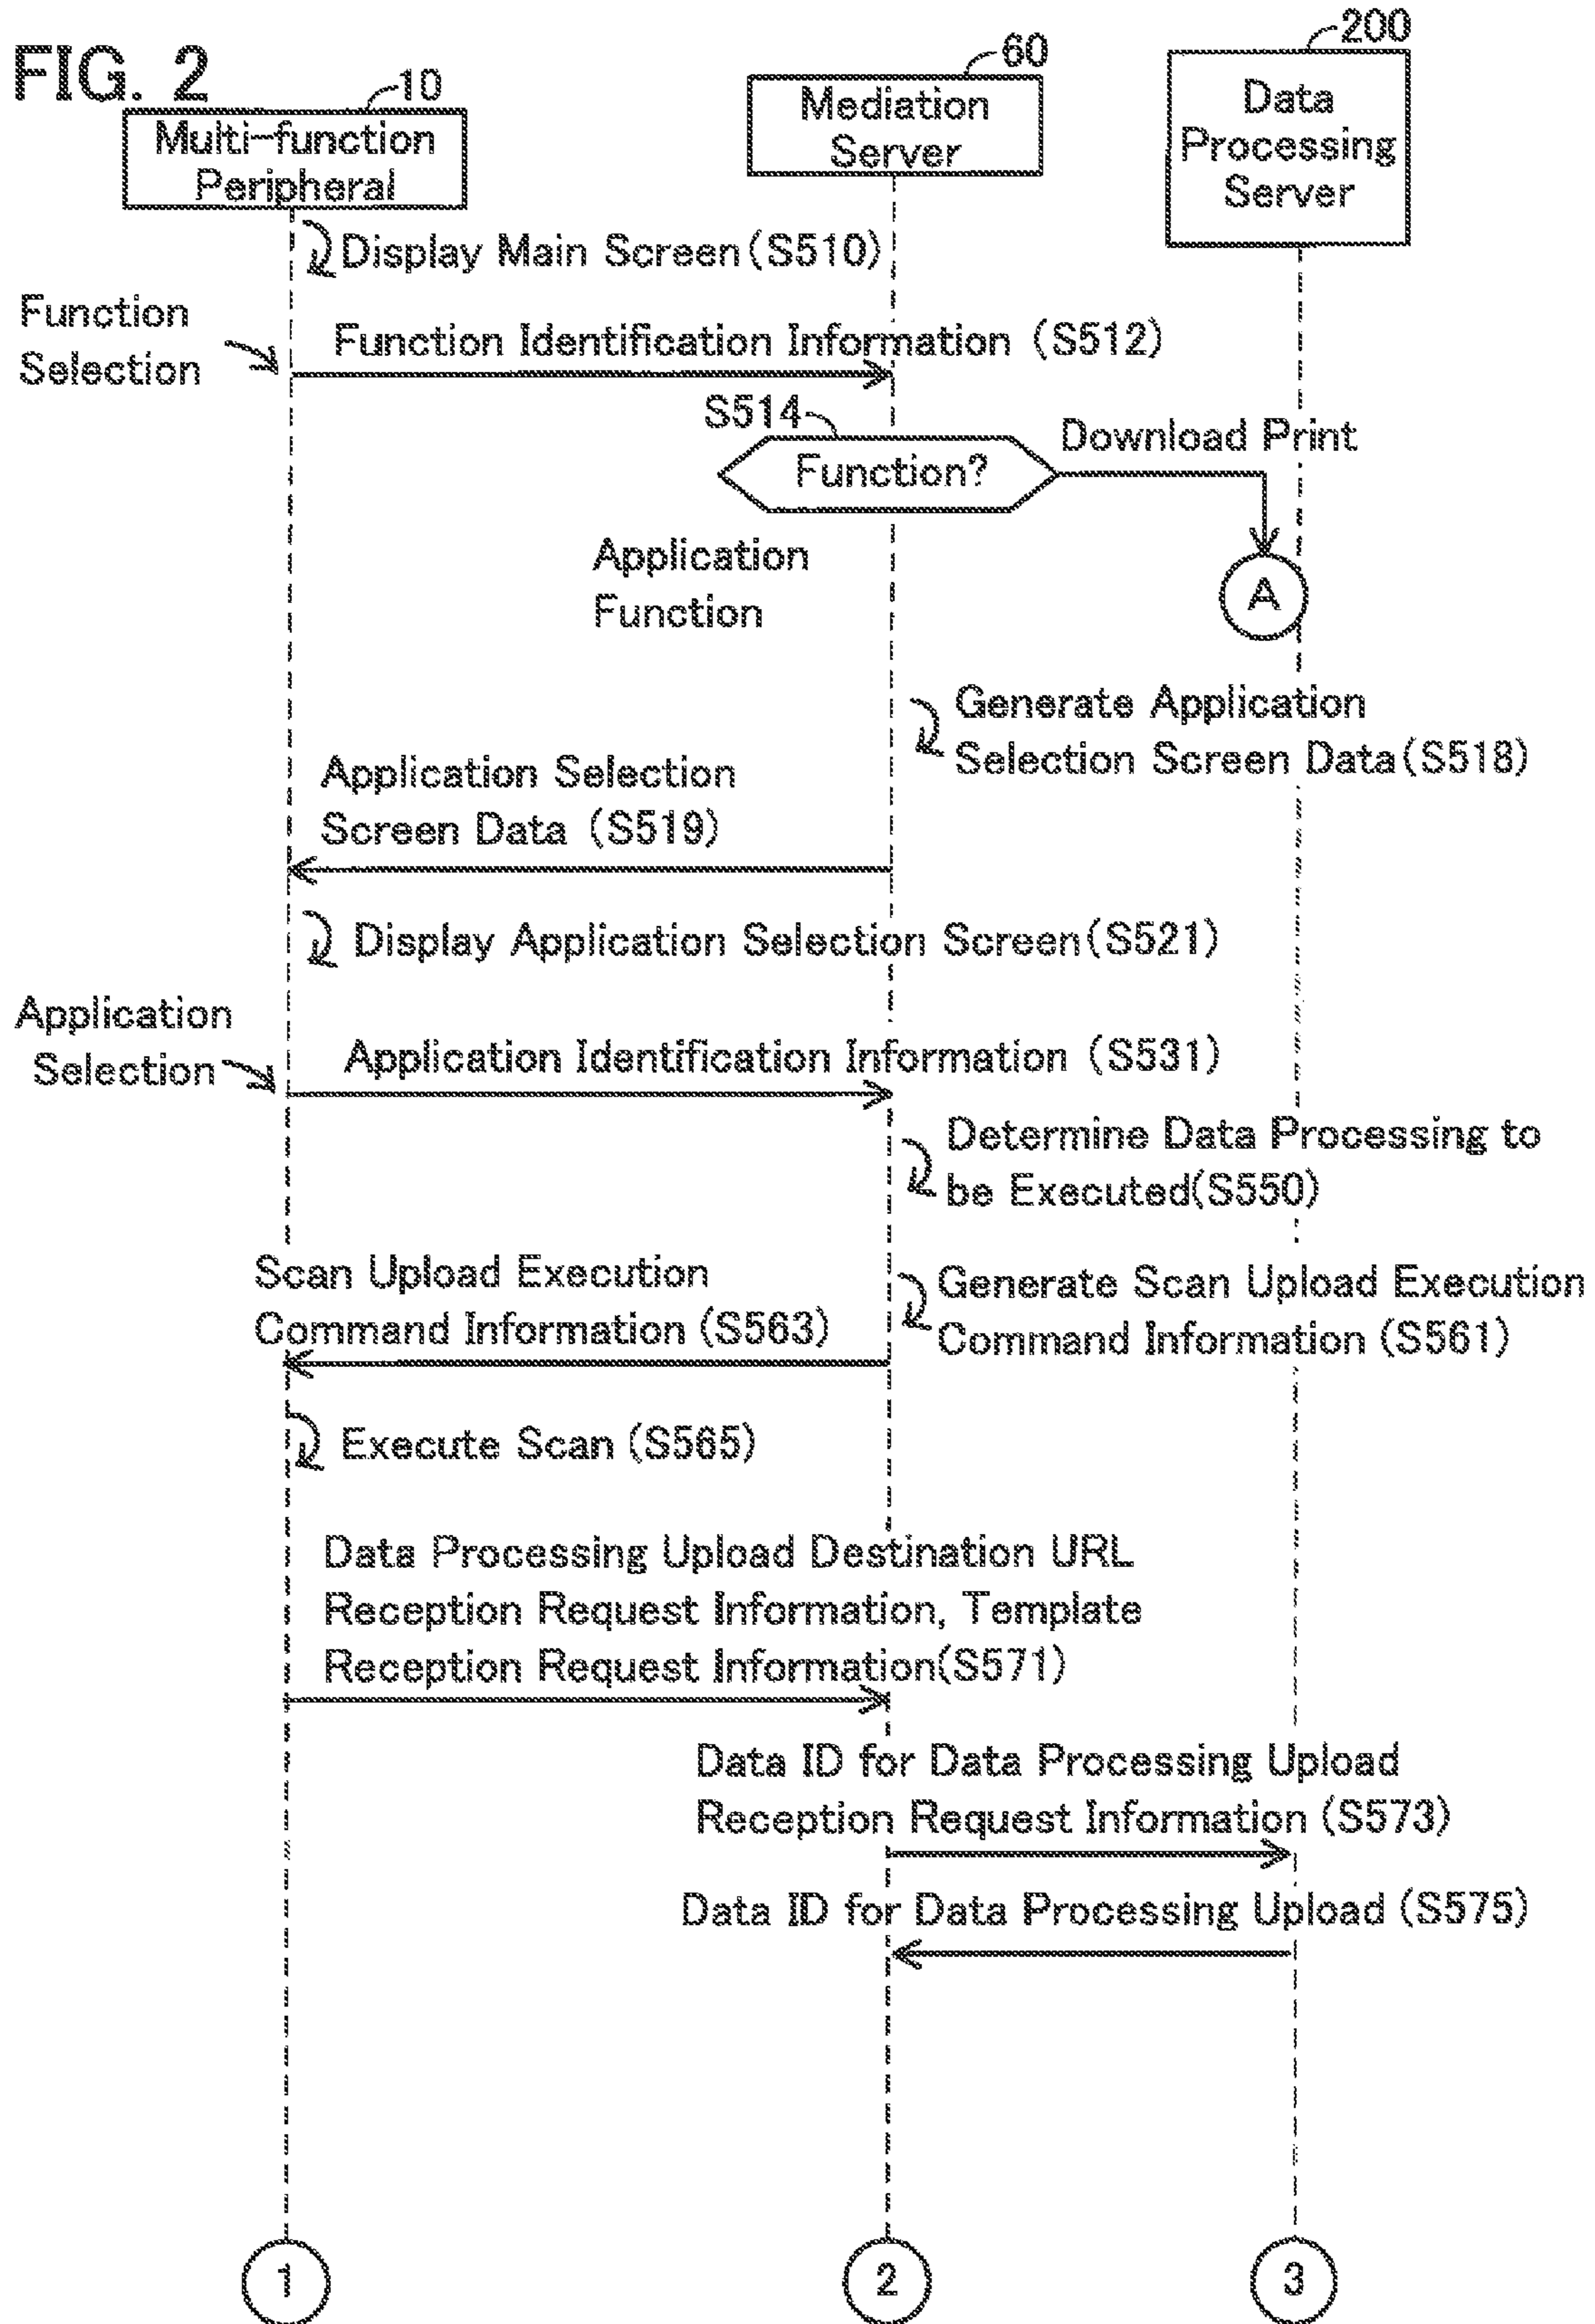 FIG. 2
10
Multi-function
Peripheral
60
Mediation
Server
200
Data
Processing
Server
Display Main Screen(S510)
Function
Selection
Function Identification Information (S512)
S514
Function?
Download Print
A
Application
Function
Generate Application
Selection Screen Data(S518)
Application Selection
Screen Data (S519)
Display Application Selection Screen(S521)
Application
Selection
Application Identification Information (S531)
Determine Data Processing to
be Executed(S550)
Generate Scan Upload Execution
Command Information (S561)
Scan Upload Execution
Command Information (S563)
Execute Scan (S565)
Data Processing Upload Destination URL
Reception Request Information, Template
Reception Request Information(S571)
Data ID for Data Processing Upload
Reception Request Information (S573)
Data ID for Data Processing Upload (S575)
1
2
3